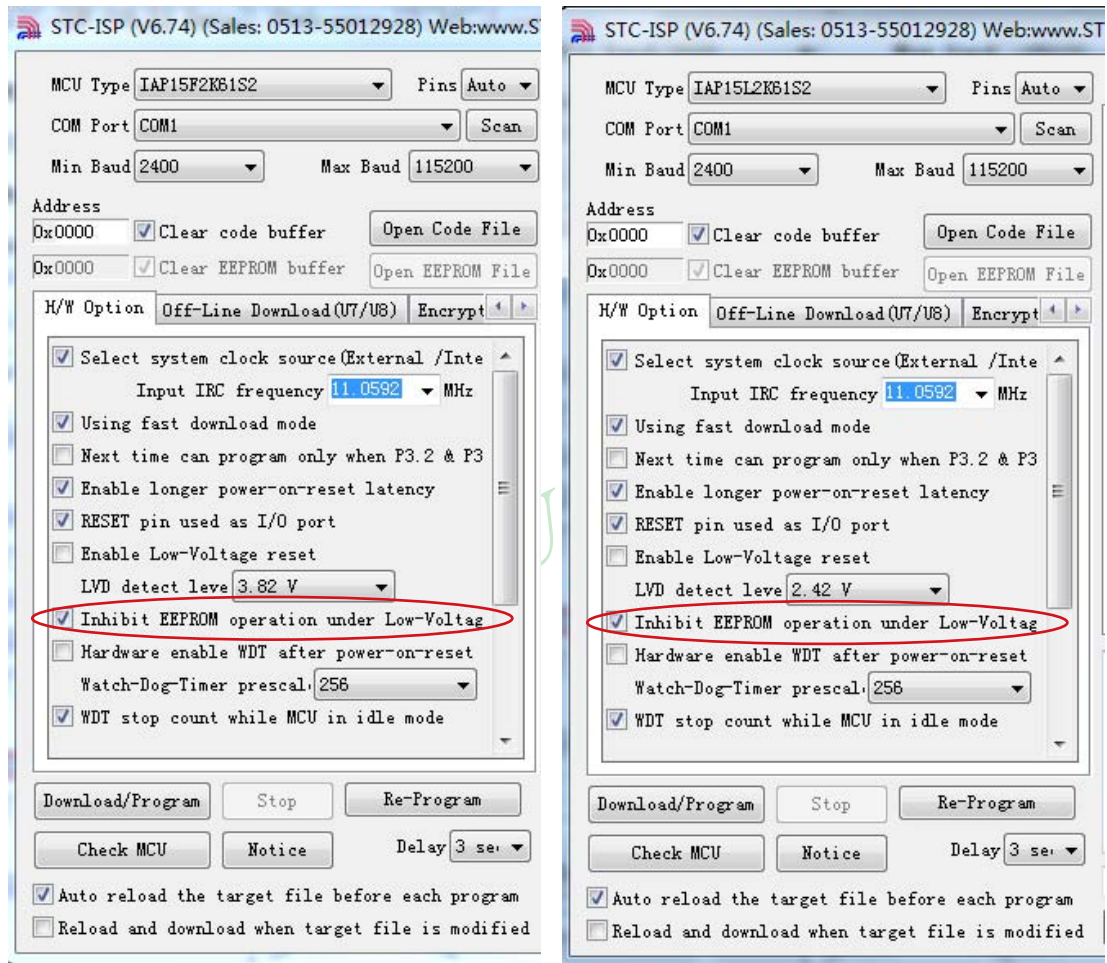 STC-ISP (V6.74) (Sales: 0513-55012928) Web:www.S
MCU Type IAP15F2K61S2 Pins Auto
COM Port COM1 Scan
Min Baud 2400 Max Baud 115200
Address
0x0000 Clear code buffer Open Code File
0x0000 Clear EEPROM buffer Open EEPROM File
H/W Option Off-Line Download(U7/U8) Encrypt
Select system clock source(External /Inte
Input IRC frequency 11.0592 MHz
Using fast download mode
Next time can program only when P3.2 & P3
Enable longer power-on-reset latency
RESET pin used as I/O port
Enable Low-Voltage reset
LVD detect leve 3.82 V
Inhibit EEPROM operation under Low-Voltag
Hardware enable WDT after power-on-reset
Watch-Dog-Timer prescal 256
WDT stop count while MCU in idle mode
Download/Program Stop Re-Program
Check MCU Notice Delay 3 se
Auto reload the target file before each program
Reload and download when target file is modified
STC-ISP (V6.74) (Sales: 0513-55012928) Web:www.ST
MCU Type IAP15L2K61S2 Pins Auto
COM Port COM1 Scan
Min Baud 2400 Max Baud 115200
Address
0x0000 Clear code buffer Open Code File
0x0000 Clear EEPROM buffer Open EEPROM File
H/W Option Off-Line Download(U7/U8) Encrypt
Select system clock source(External /Inte
Input IRC frequency 11.0592 MHz
Using fast download mode
Next time can program only when P3.2 & P3
Enable longer power-on-reset latency
RESET pin used as I/O port
Enable Low-Voltage reset
LVD detect leve 2.42 V
Inhibit EEPROM operation under Low-Voltag
Hardware enable WDT after power-on-reset
Watch-Dog-Timer prescal 256
WDT stop count while MCU in idle mode
Download/Program Stop Re-Program
Check MCU Notice Delay 3 se
Auto reload the target file before each program
Reload and download when target file is modified